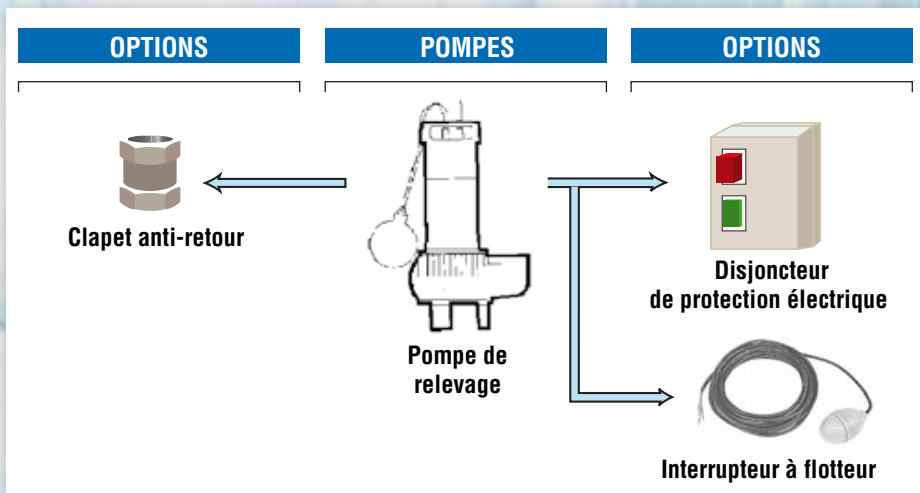 OPTIONS
POMPES
OPTIONS
Clapet anti-retour
Pompe de
relevage
Disjoncteur
de protection électrique
Interrupteur à flotteur